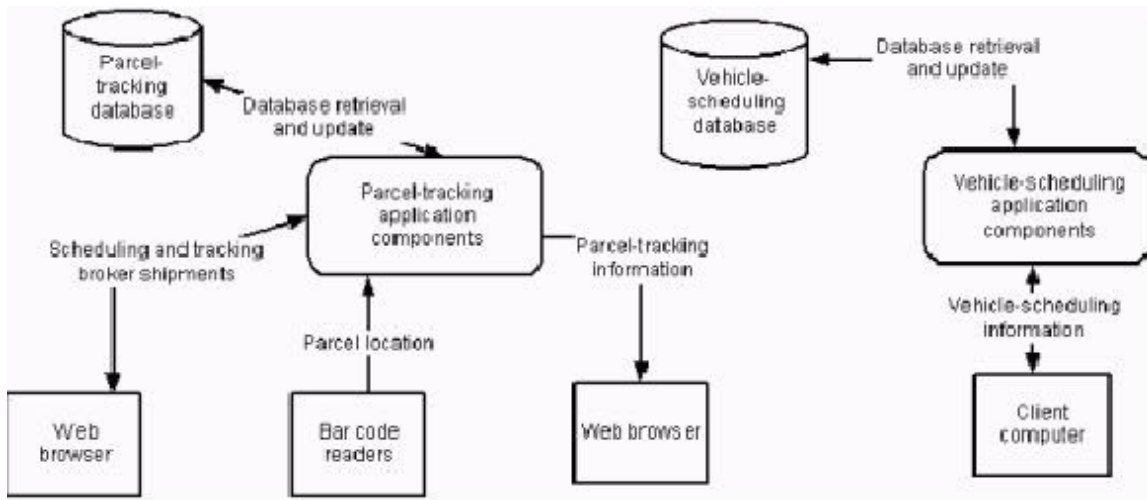 Parcel-
tracking
database
Database retrieval
and update
Vehicle-
scheduling
database
Database retrieval
and update
Parcel-tracking
application
components
Vehicle-scheduling
application
components
Scheduling and tracking
broker shipments
Parcel-trackiing
information
Parcel location
Vehicle-scheduling
information
Web
browser
Bar code
readers
Web browser
Client
computer